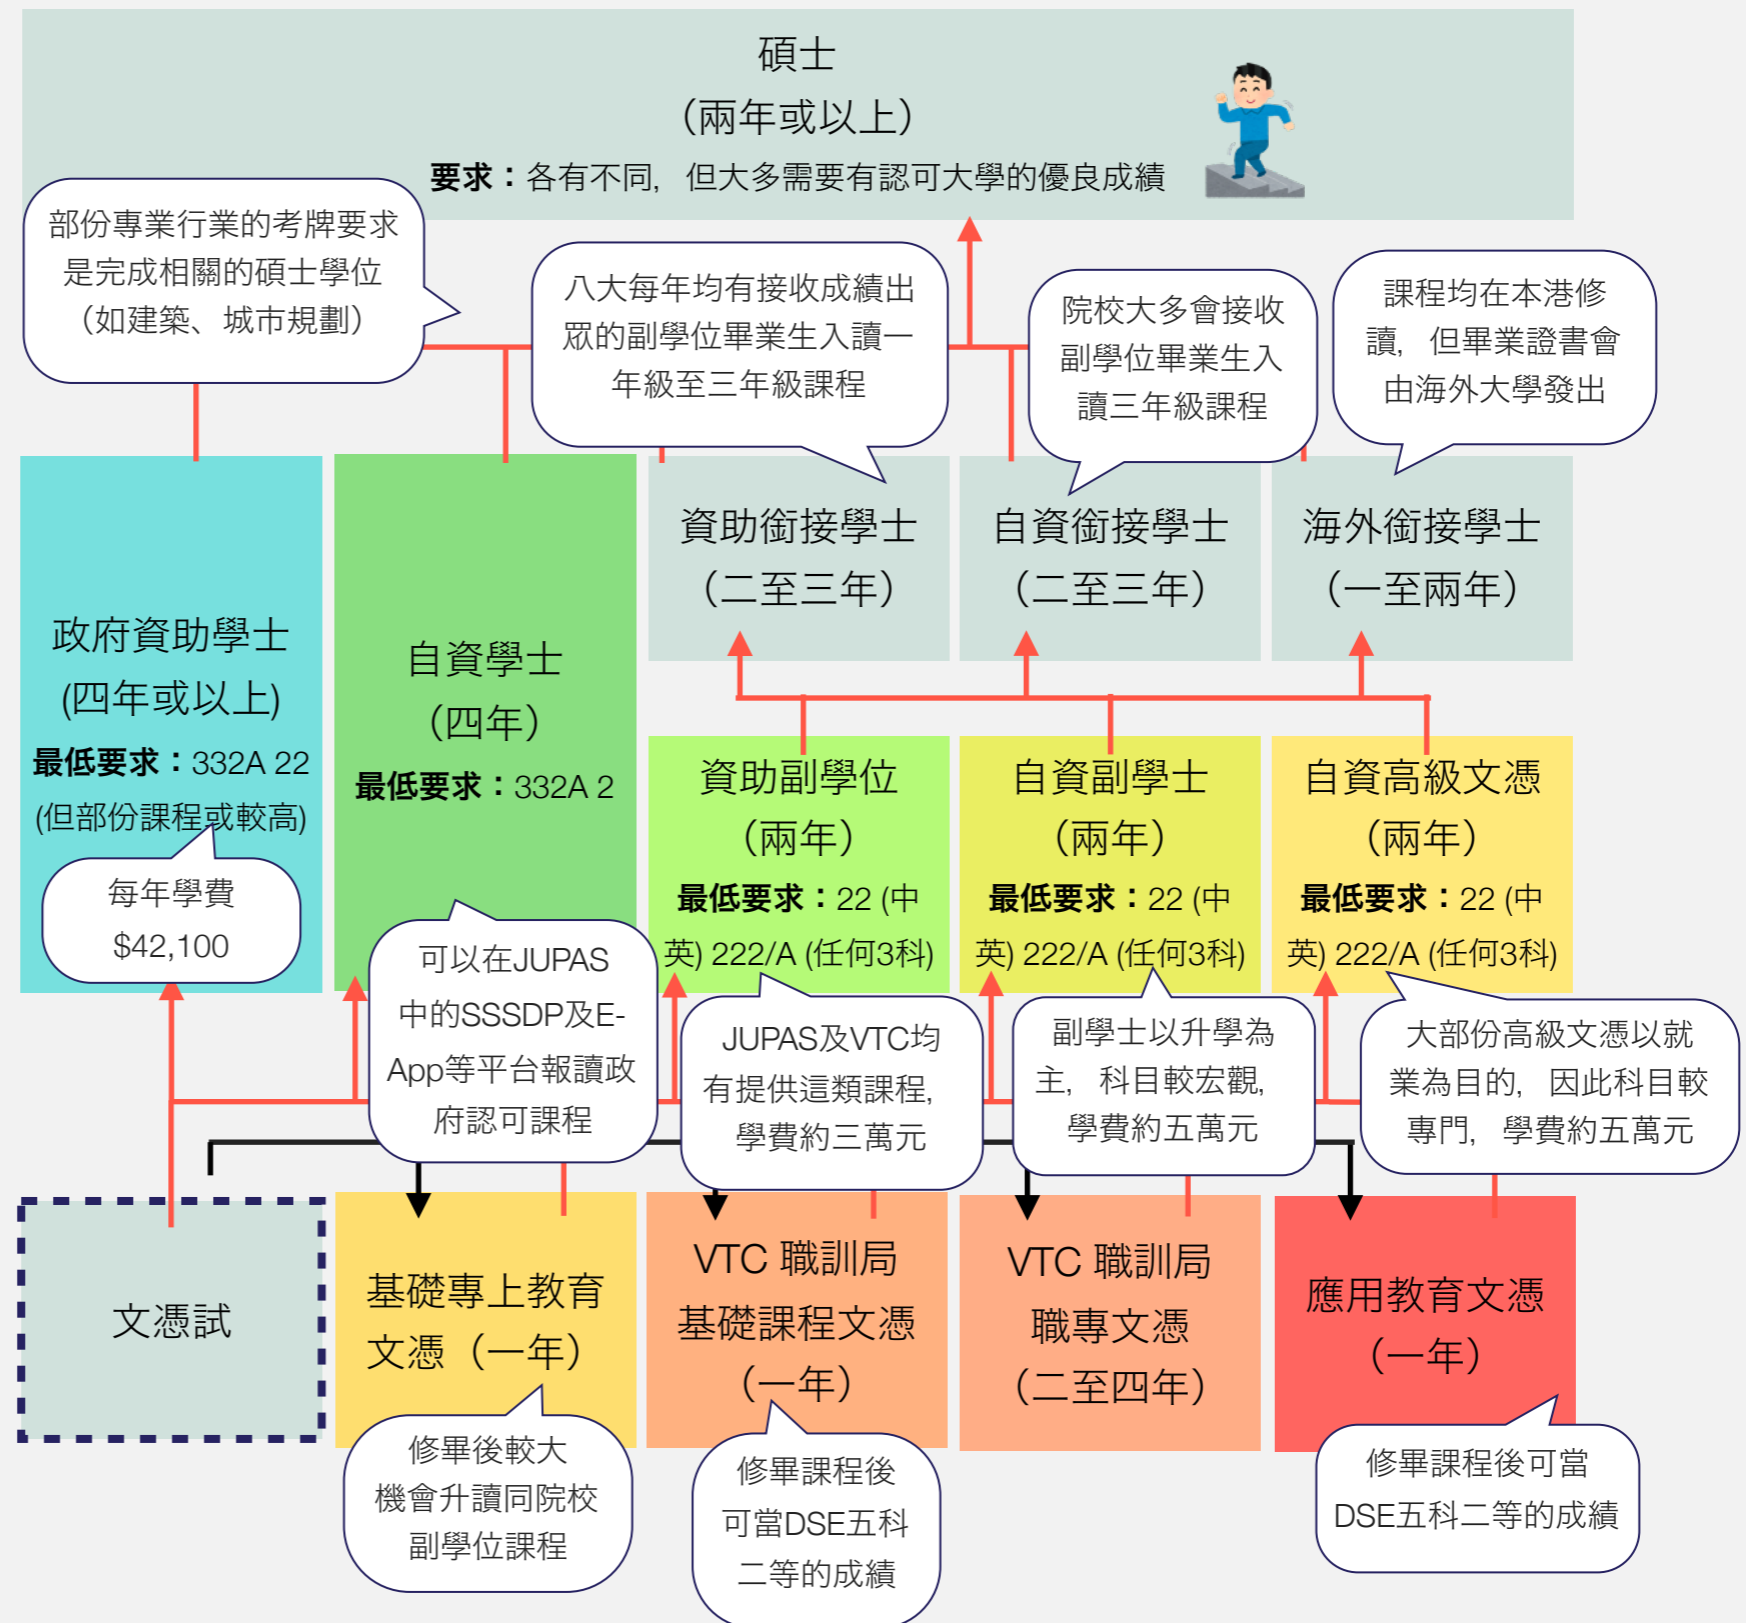 碩士
（兩年或以上）
要求：各有不同，但大多需要有認可大學的優良成績
部份專業行業的考牌要求
是完成相關的碩士學位
（如建築、城市規劃）
八大每年均有接收成績出
眾的副學位畢業生入讀一
年級至三年級課程
院校大多會接收
副學位畢業生入
讀三年級課程
課程均在本港修
讀，但畢業證書會
由海外大學發出
政府資助學士
(四年或以上)
最低要求：332A 22
(但部份課程或較高)
每年學費
$42,100
自資學士
（四年）
最低要求：332A 2
可以在JUPAS
中的SSSDP及E-
App等平台報讀政
府認可課程
資助銜接學士
（二至三年）
自資銜接學士
（二至三年）
海外銜接學士
（一至兩年）
資助副學位
（兩年）
最低要求：22 (中
英) 222/A (任何3科)
JUPAS及VTC均
有提供這類課程，
學費約三萬元
自資副學士
（兩年）
最低要求：22 (中
英) 222/A (任何3科)
副學士以升學為
主，科目較宏觀，
學費約五萬元
自資高級文憑
（兩年）
最低要求：22 (中
英) 222/A (任何3科)
大部份高級文憑以就
業為目的，因此科目較
專門，學費約五萬元
文憑試
基礎專上教育
文憑（一年）
修畢後較大
機會升讀同院校
副學位課程
VTC 職訓局
基礎課程文憑
（一年）
修畢課程後
可當DSE五科
二等的成績
VTC 職訓局
職專文憑
（二至四年）
應用教育文憑
（一年）
修畢課程後可當
DSE五科二等的成績